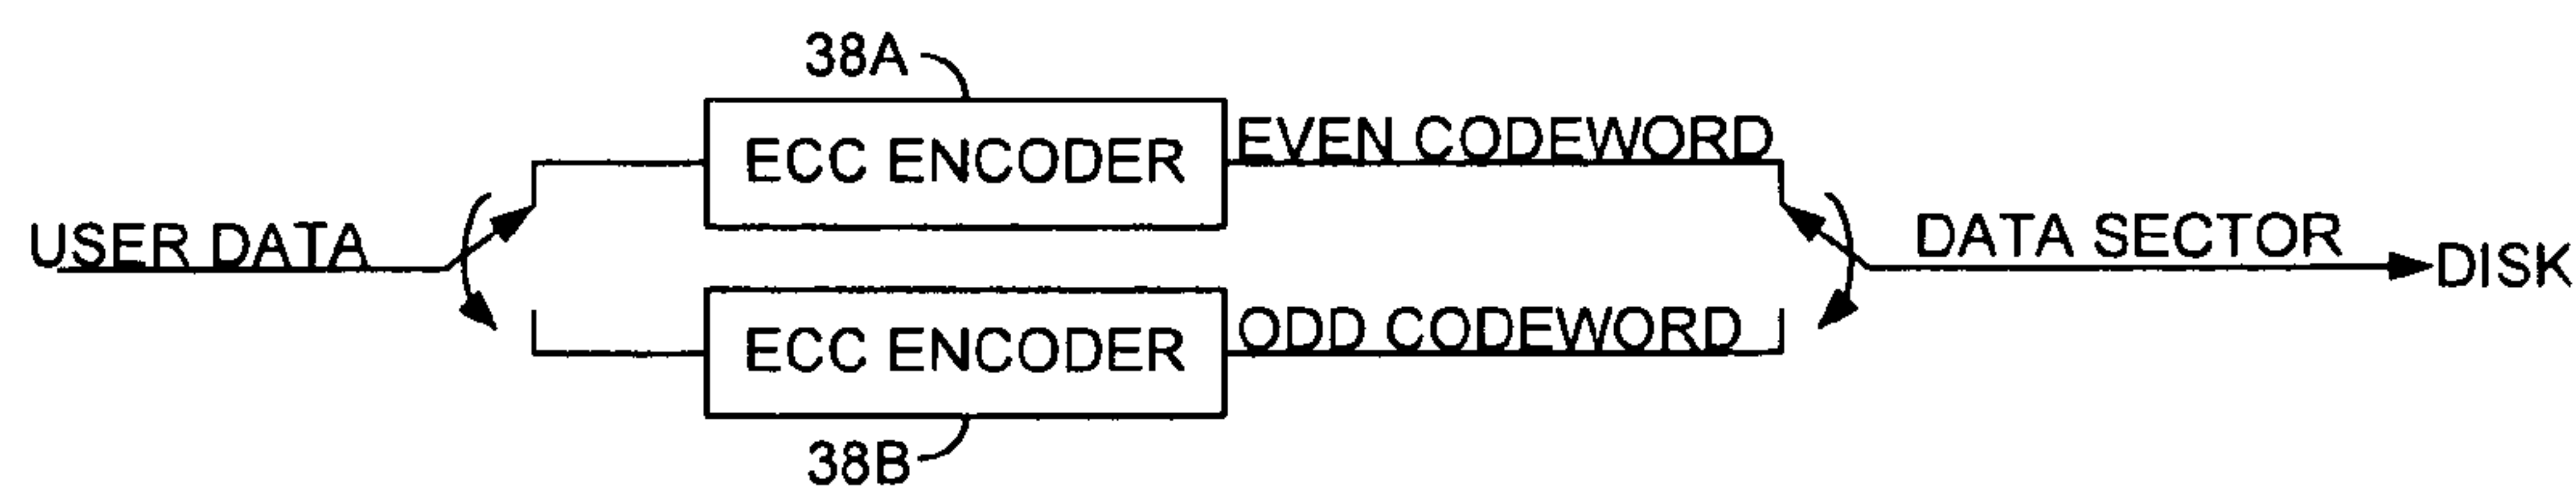 38A
ECC ENCODER
EVEN CODEWORD
USER DATA
DATA SECTOR
DISK
ECC ENCODER
ODD CODEWORD
38B